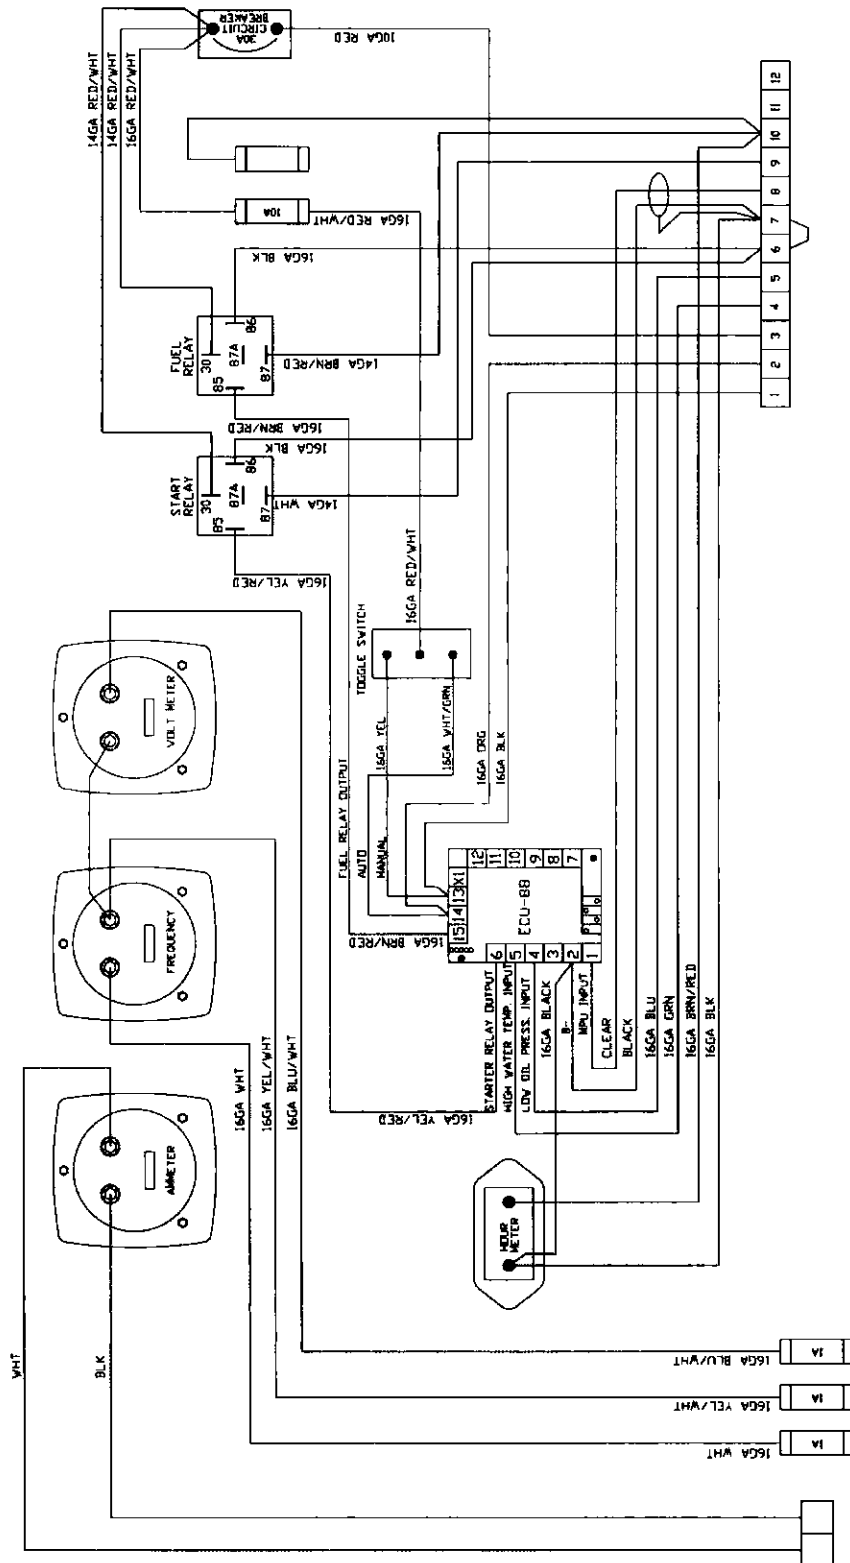 30A
CIRCUIT
BREAKER
10GA RED
14GA RED/WHT
14GA RED/WHT
16GA RED/WHT
10A
16GA RED/WHT
16GA BLK
FUEL
RELAY
30
87A
86
85
87
14GA BRN/RED
16GA BRN/RED
16GA BLK
START
RELAY
30
87A
86
85
87
14GA WHT
16GA YEL/RED
16GA RED/WHT
TOGGLE SWITCH
16GA YEL
16GA WHT/GRN
16GA ORG
16GA BLK
12
11
10
9
8
7
6
5
4
3
2
1
VOLT METER
FREQUENCY
AMMETER
FUEL RELAY OUTPUT
AUTO
MANUAL
16GA BRN/RED
ECU-88
15
14
13
X1
12
11
10
9
8
7
6
5
4
3
2
1
STARTER RELAY OUTPUT
HIGH WATER TEMP. INPUT
LOW OIL PRESS. INPUT
16GA BLACK
B-
MPU INPUT
CLEAR
BLACK
16GA BLU
16GA GRN
16GA BRN/RED
16GA BLK
16GA YEL/RED
16GA WHT
16GA YEL/WHT
16GA BLU/WHT
HOUR
METER
WHT
BLK
16GA BLU/WHT
1A
16GA YEL/WHT
1A
16GA WHT
1A